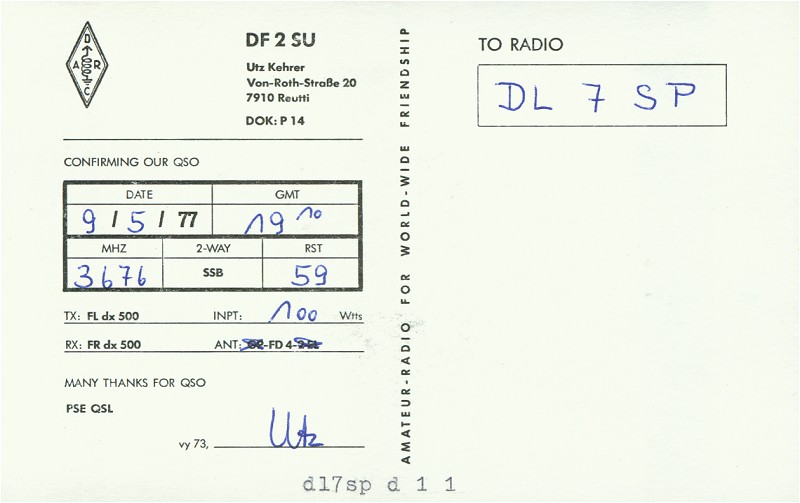 D
A R
C
DF 2 SU
Utz Kehrer
Von-Roth-Straße 20
7910 Reutti
DOK: P 14
CONFIRMING OUR QSO
DATE GMT
9 / 5 / 77 19 10
MHZ 2-WAY RST
3676 SSB 59
TX: FL dx 500 INPT: 100 Wtts
RX: FR dx 500 ANT: -FD 4-
MANY THANKS FOR QSO
PSE QSL
vy 73, Utz
AMATEUR-RADIO FOR WORLD-WIDE FRIENDSHIP
TO RADIO
DL 7 SP
dl7sp d 1 1